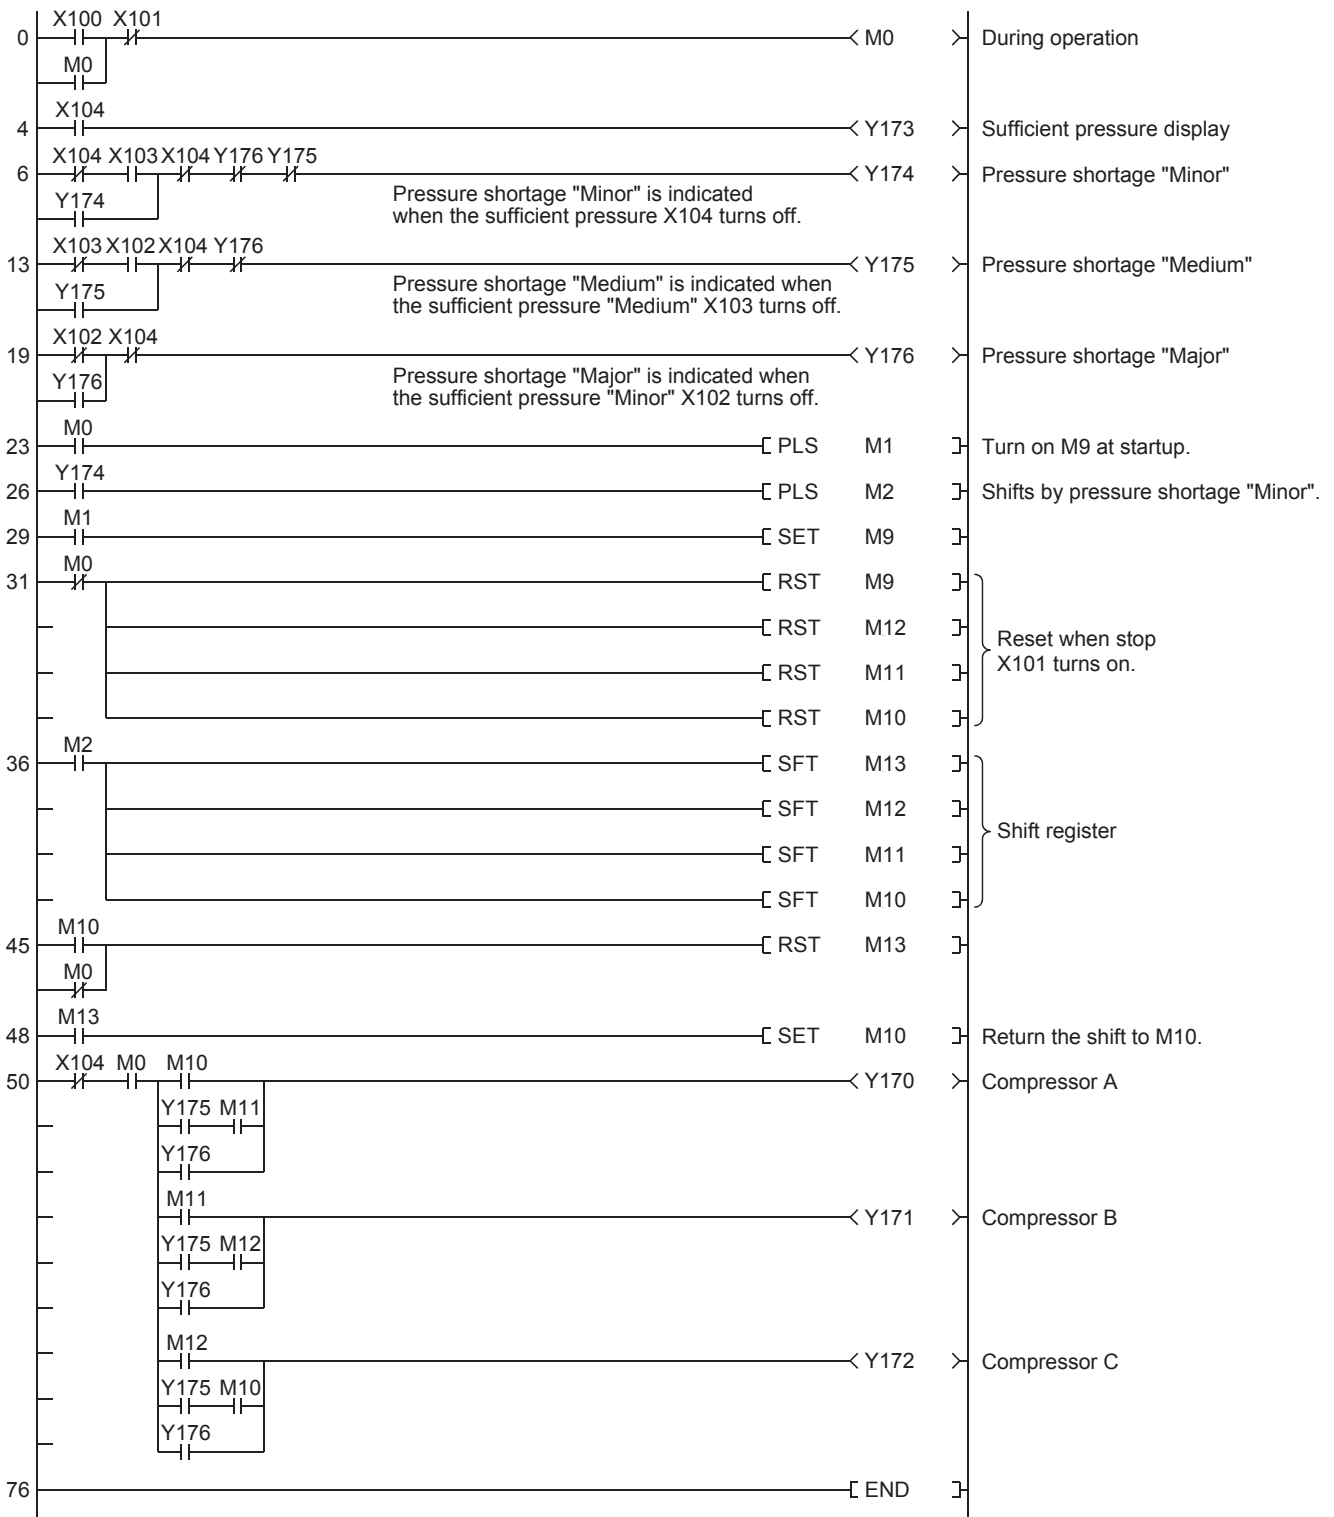 X100 X101
0 M0 During operation
M0
X104
4 Y173 Sufficient pressure display
X104 X103 X104 Y176 Y175
6 Y174 Pressure shortage "Minor"
Y174
Pressure shortage "Minor" is indicated
when the sufficient pressure X104 turns off.
X103 X102 X104 Y176
13 Y175 Pressure shortage "Medium"
Y175
Pressure shortage "Medium" is indicated when
the sufficient pressure "Medium" X103 turns off.
X102 X104
19 Y176 Pressure shortage "Major"
Y176
Pressure shortage "Major" is indicated when
the sufficient pressure "Minor" X102 turns off.
M0
23 PLS M1 Turn on M9 at startup.
Y174
26 PLS M2 Shifts by pressure shortage "Minor".
M1
29 SET M9
M0
31 RST M9
RST M12
Reset when stop
X101 turns on.
RST M11
RST M10
M2
36 SFT M13
SFT M12
Shift register
SFT M11
SFT M10
M10
45 RST M13
M0
M13
48 SET M10 Return the shift to M10.
X104 M0 M10
50 Y170 Compressor A
Y175 M11
Y176
M11
Y171 Compressor B
Y175 M12
Y176
M12
Y172 Compressor C
Y175 M10
Y176
76 END